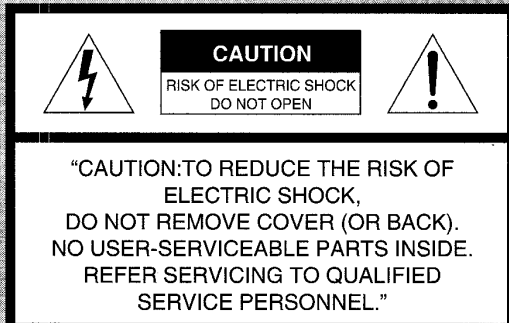 CAUTION
RISK OF ELECTRIC SHOCK
DO NOT OPEN
“CAUTION:TO REDUCE THE RISK OF
ELECTRIC SHOCK,
DO NOT REMOVE COVER (OR BACK).
NO USER-SERVICEABLE PARTS INSIDE.
REFER SERVICING TO QUALIFIED
SERVICE PERSONNEL.”